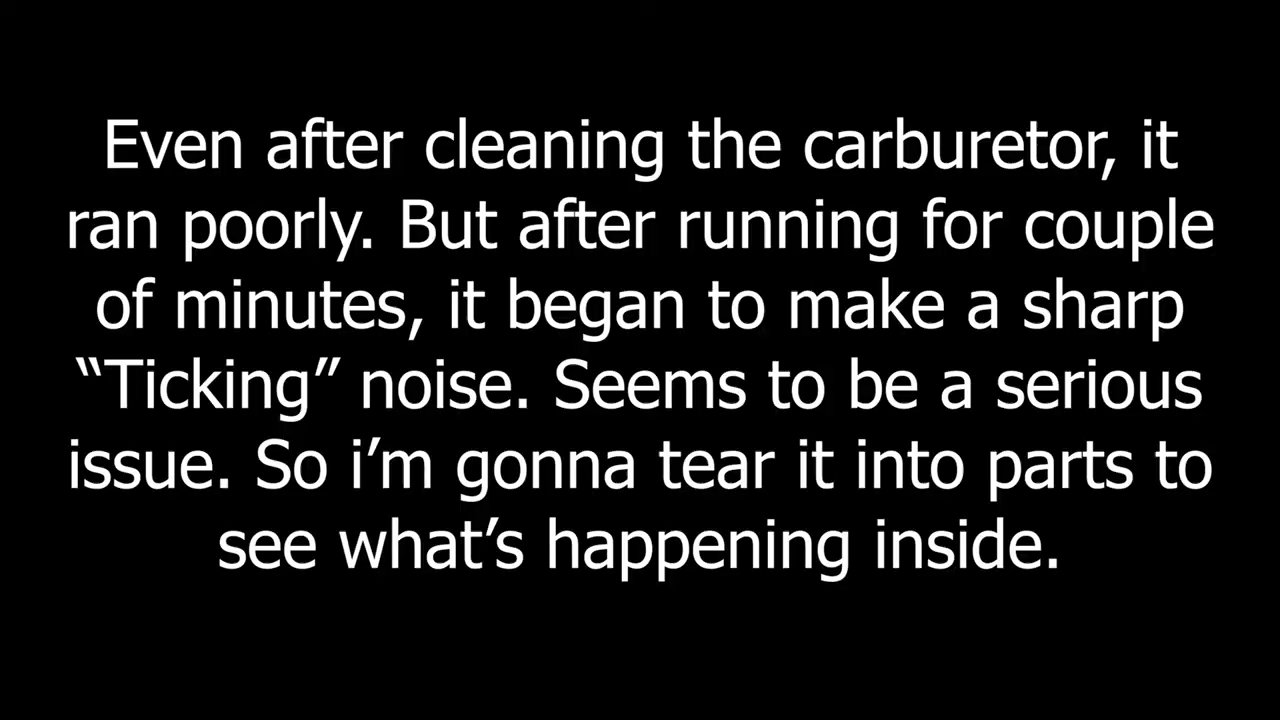 Even after cleaning the carburetor, it
ran poorly. But after running for couple
of minutes, it began to make a sharp
“Ticking” noise. Seems to be a serious
issue. So i’m gonna tear it into parts to
see what’s happening inside.